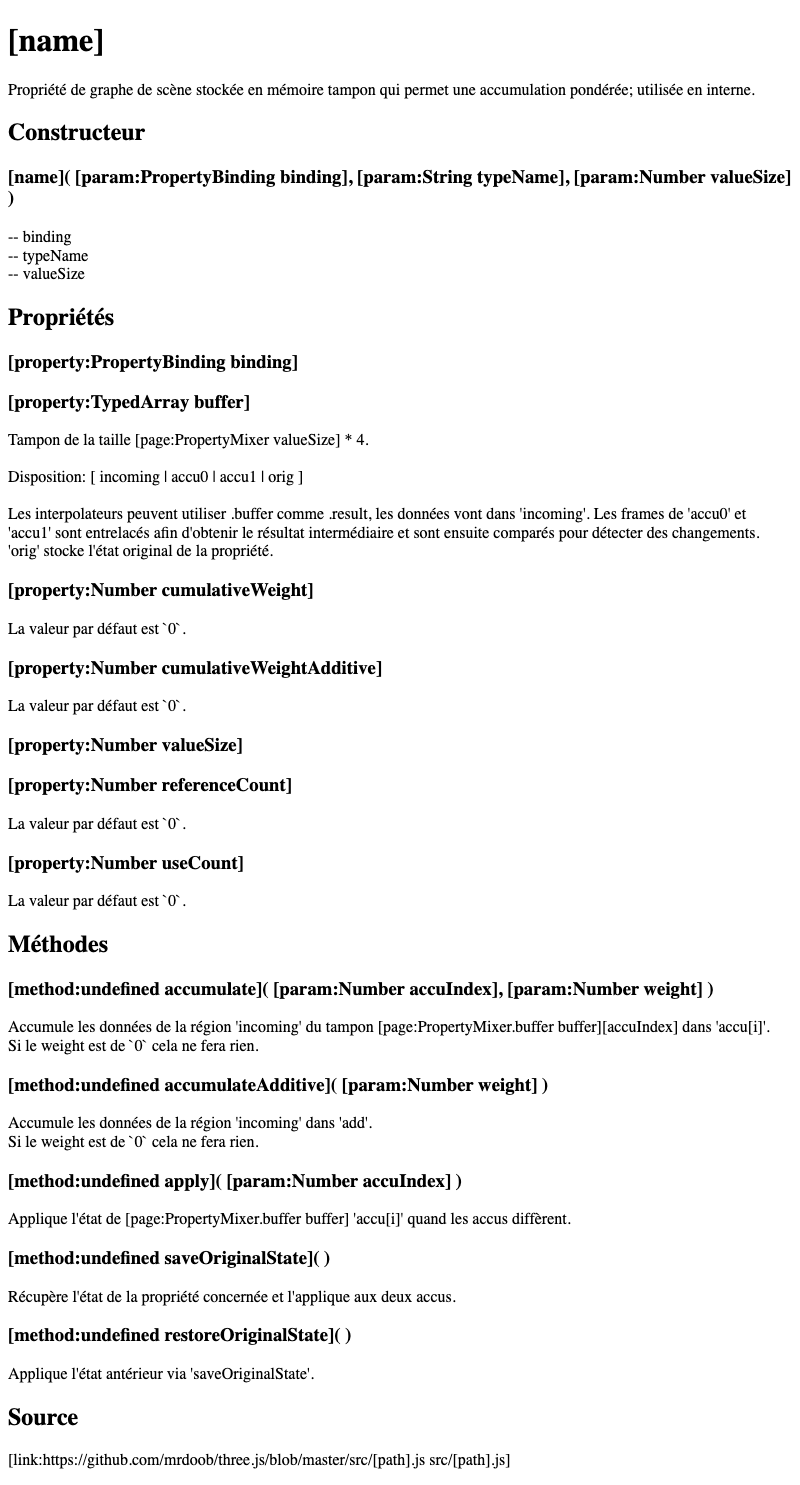 [name]
Propriété de graphe de scène stockée en mémoire tampon qui permet une accumulation pondérée; utilisée en interne.
Constructeur
[name]( [param:PropertyBinding binding], [param:String typeName], [param:Number valueSize]
)
-- binding
-- typeName
-- valueSize
Propriétés
[property:PropertyBinding binding]
[property:TypedArray buffer]
Tampon de la taille [page:PropertyMixer valueSize] * 4.
Disposition: [ incoming | accu0 | accu1 | orig ]
Les interpolateurs peuvent utiliser .buffer comme .result, les données vont dans 'incoming'. Les frames de 'accu0' et
'accu1' sont entrelacés afin d'obtenir le résultat intermédiaire et sont ensuite comparés pour détecter des changements.
'orig' stocke l'état original de la propriété.
[property:Number cumulativeWeight]
La valeur par défaut est `0`.
[property:Number cumulativeWeightAdditive]
La valeur par défaut est `0`.
[property:Number valueSize]
[property:Number referenceCount]
La valeur par défaut est `0`.
[property:Number useCount]
La valeur par défaut est `0`.
Méthodes
[method:undefined accumulate]( [param:Number accuIndex], [param:Number weight] )
Accumule les données de la région 'incoming' du tampon [page:PropertyMixer.buffer buffer][accuIndex] dans 'accu[i]'.
Si le weight est de `0` cela ne fera rien.
[method:undefined accumulateAdditive]( [param:Number weight] )
Accumule les données de la région 'incoming' dans 'add'.
Si le weight est de `0` cela ne fera rien.
[method:undefined apply]( [param:Number accuIndex] )
Applique l'état de [page:PropertyMixer.buffer buffer] 'accu[i]' quand les accus diffèrent.
[method:undefined saveOriginalState]( )
Récupère l'état de la propriété concernée et l'applique aux deux accus.
[method:undefined restoreOriginalState]( )
Applique l'état antérieur via 'saveOriginalState'.
Source
[link:https://github.com/mrdoob/three.js/blob/master/src/[path].js src/[path].js]